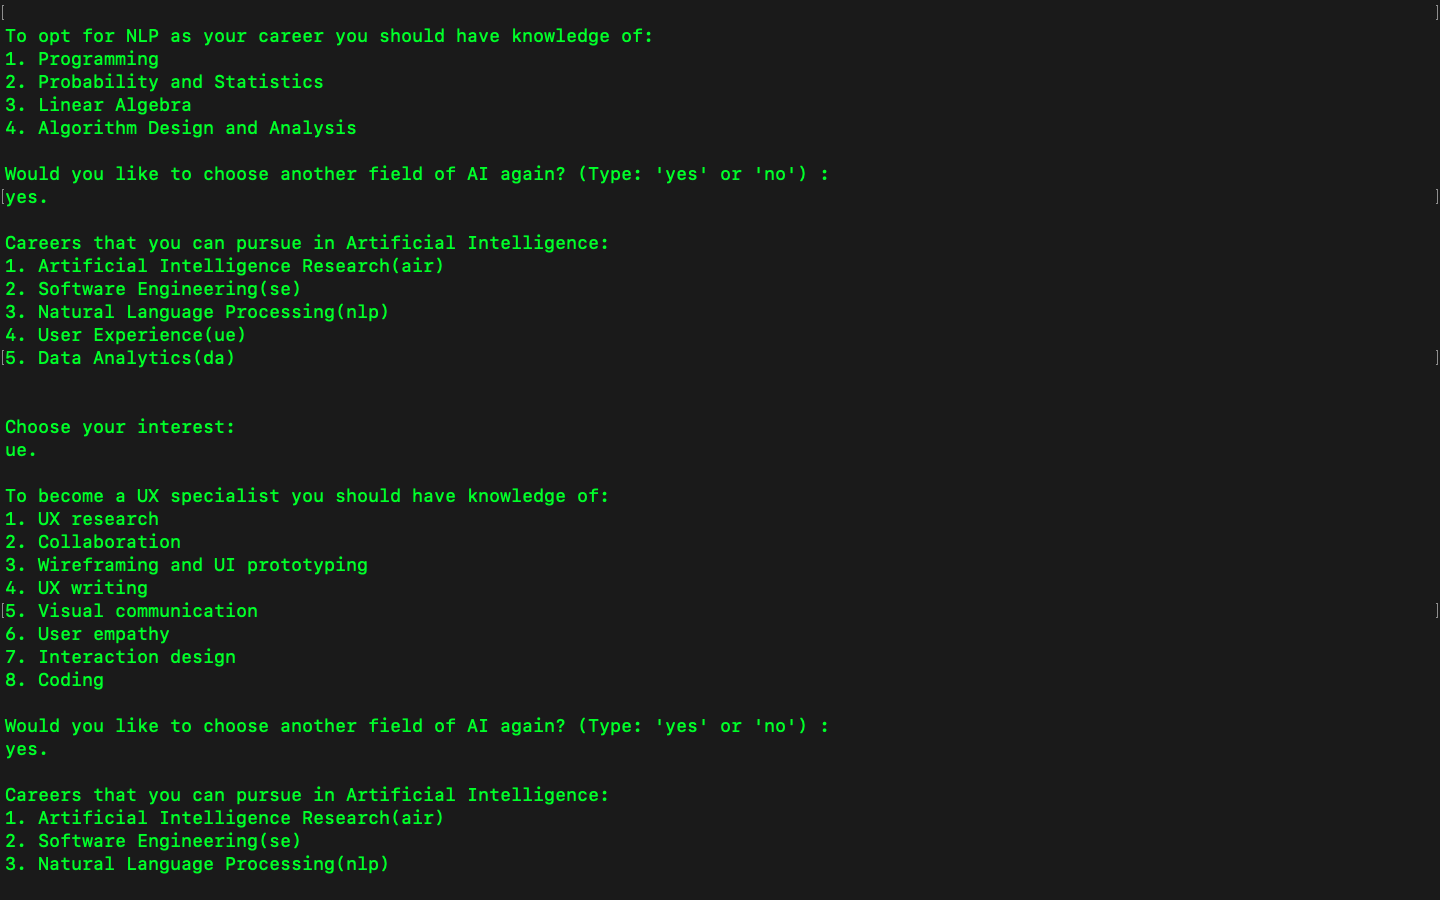 To opt for NLP as your career you should have knowledge of:
1. Programming
2. Probability and Statistics
3. Linear Algebra
4. Algorithm Design and Analysis
Would you like to choose another field of AI again? (Type: 'yes' or 'no') :
yes.
Careers that you can pursue in Artificial Intelligence:
1. Artificial Intelligence Research(air)
2. Software Engineering(se)
3. Natural Language Processing(nlp)
4. User Experience(ue)
5. Data Analytics(da)
Choose your interest:
ue.
To become a UX specialist you should have knowledge of:
1. UX research
2. Collaboration
3. Wireframing and UI prototyping
4. UX writing
5. Visual communication
6. User empathy
7. Interaction design
8. Coding
Would you like to choose another field of AI again? (Type: 'yes' or 'no') :
yes.
Careers that you can pursue in Artificial Intelligence:
1. Artificial Intelligence Research(air)
2. Software Engineering(se)
3. Natural Language Processing(nlp)